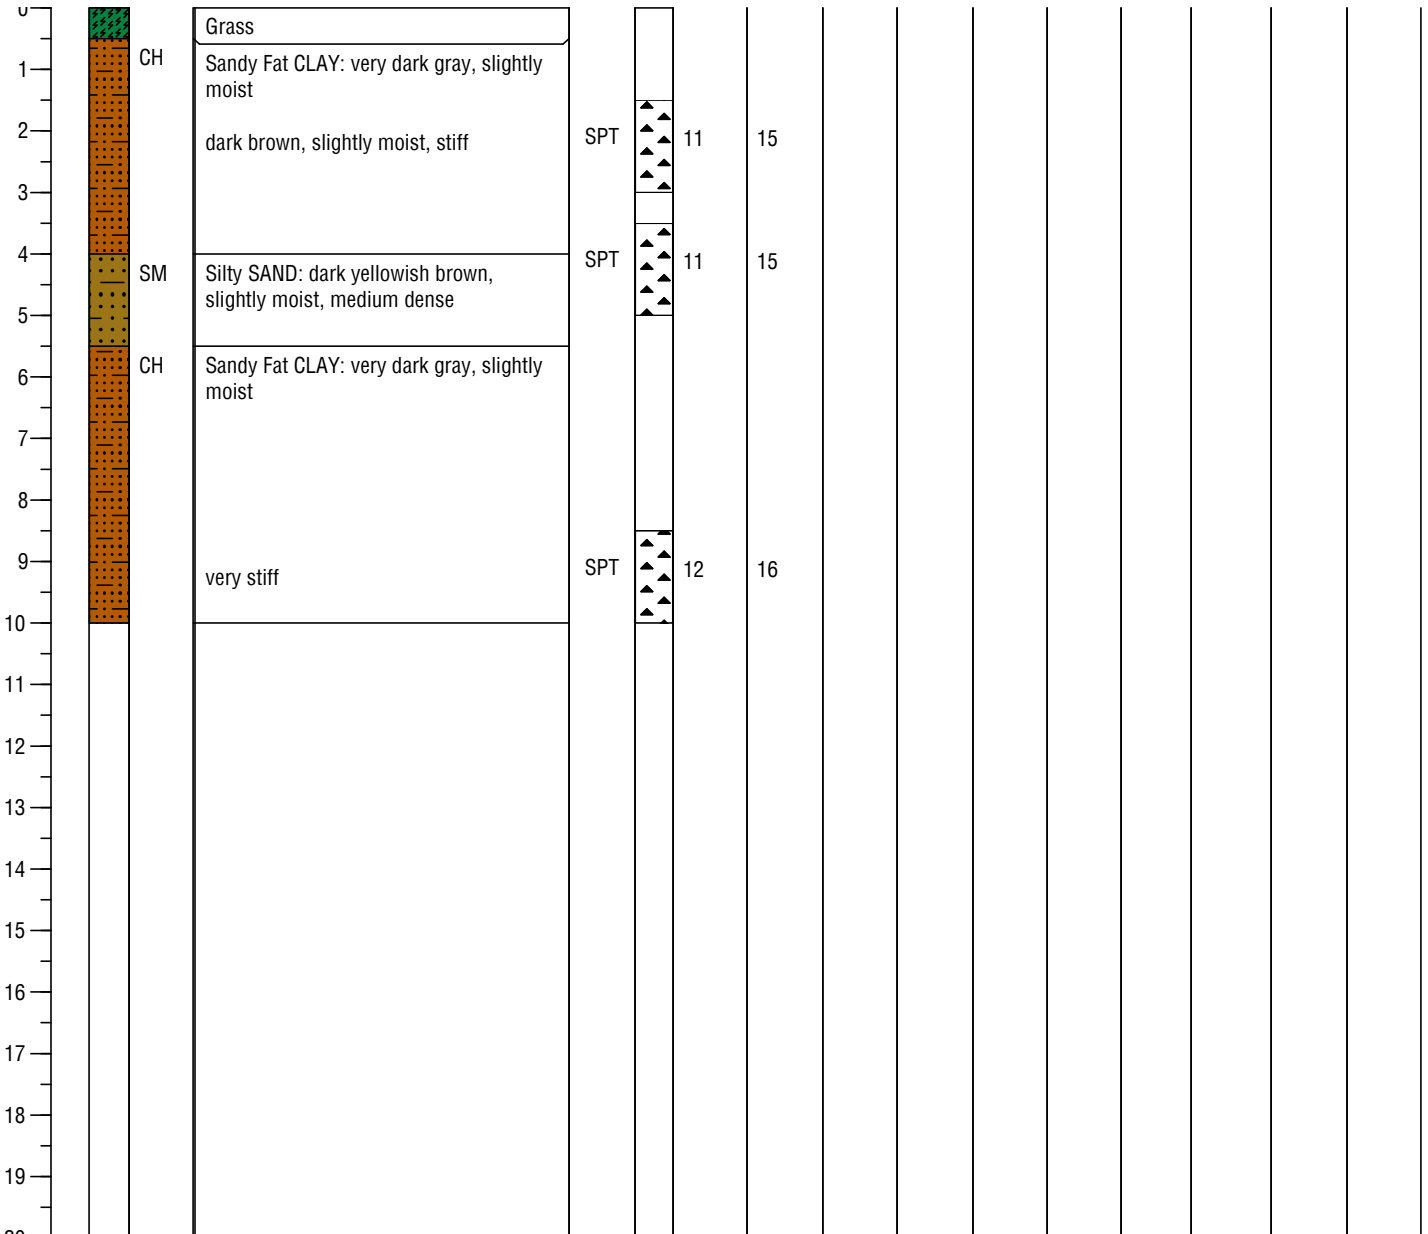 0
Grass
CH
Sandy Fat CLAY: very dark gray, slightly
moist
1
2
dark brown, slightly moist, stiff
SPT
11
15
3
4
SM
Silty SAND: dark yellowish brown,
slightly moist, medium dense
SPT
11
15
5
CH
Sandy Fat CLAY: very dark gray, slightly
moist
6
7
8
9
very stiff
SPT
12
16
10
11
12
13
14
15
16
17
18
19